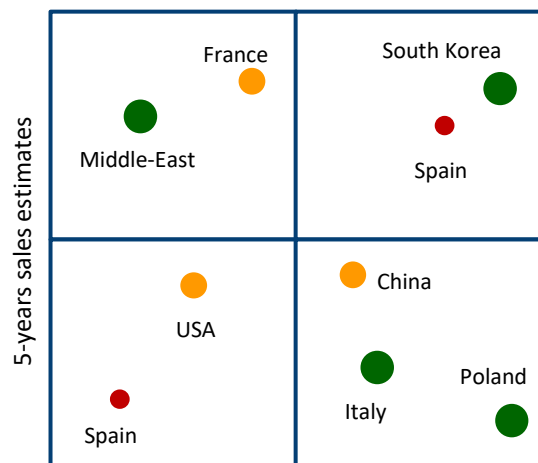 France
South Korea
Middle-East
Spain
5-years sales estimates
China
USA
Poland
Italy
Spain